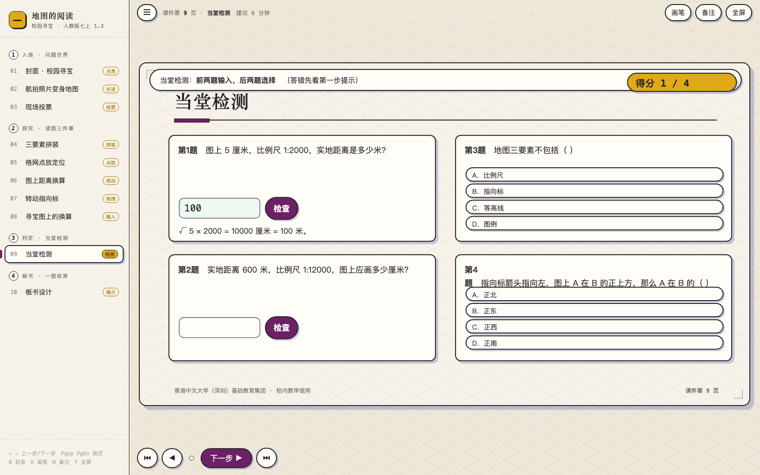 地图的阅读
校园寻宝 · 人教版七上 1.3
1 入场 · 问题世界
01 封面·校园寻宝 点亮
02 航拍照片变身地图 步进
03 现场投票 投票
2 探究 · 读图三件事
04 三要素拼装 拼装
05 格网点放定位 点放
06 图上距离换算 拖动
07 转动指向标 拖拽
08 寻宝图上的换算 输入
3 判定 · 当堂检测
09 当堂检测 检测
4 板书 · 一图收束
10 板书设计
← → 上一步/下一步 PgUp PgDn 换页
B 目录 D 画笔 N 备注 F 全屏
课件第 9 页 · 当堂检测 建议 6 分钟
画笔 备注 全屏
当堂检测：前两题输入，后两题选择 （答错先看第一步提示）
得分 1 / 4
当堂检测
第1题 图上 5 厘米，比例尺 1:2000，实地距离是多少米?
100 检查
√ 5 × 2000 = 10000 厘米 = 100 米。
第2题 实地距离 600 米，比例尺 1:12000，图上应画多少厘米?
检查
第3题 地图三要素不包括（ ）
A. 比例尺
B. 指向标
C. 等高线
D. 图例
第4
题 指向标箭头指向左，图上 A 在 B 的正上方，那么 A 在 B 的（ ）
A. 正北
B. 正东
C. 正西
D. 正南
香港中文大学（深圳）基础教育集团 · 校内教学使用
课件第 9 页
下一步 ▶